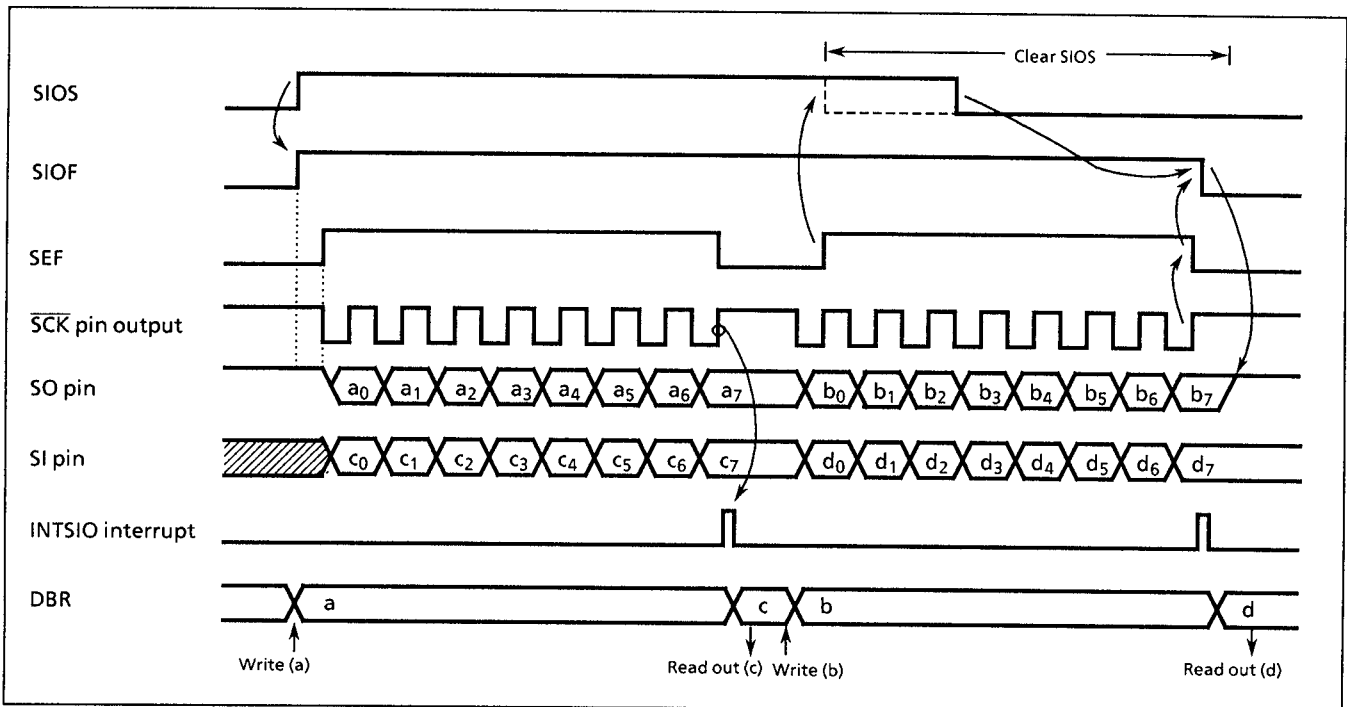 Clear SIOS
SIOS
SIOF
SEF
SCK pin output
SO pin a0 a1 a2 a3 a4 a5 a6 a7 b0 b1 b2 b3 b4 b5 b6 b7
SI pin c0 c1 c2 c3 c4 c5 c6 c7 d0 d1 d2 d3 d4 d5 d6 d7
INTSIO interrupt
DBR a c b d
Write (a) Read out (c) Write (b) Read out (d)